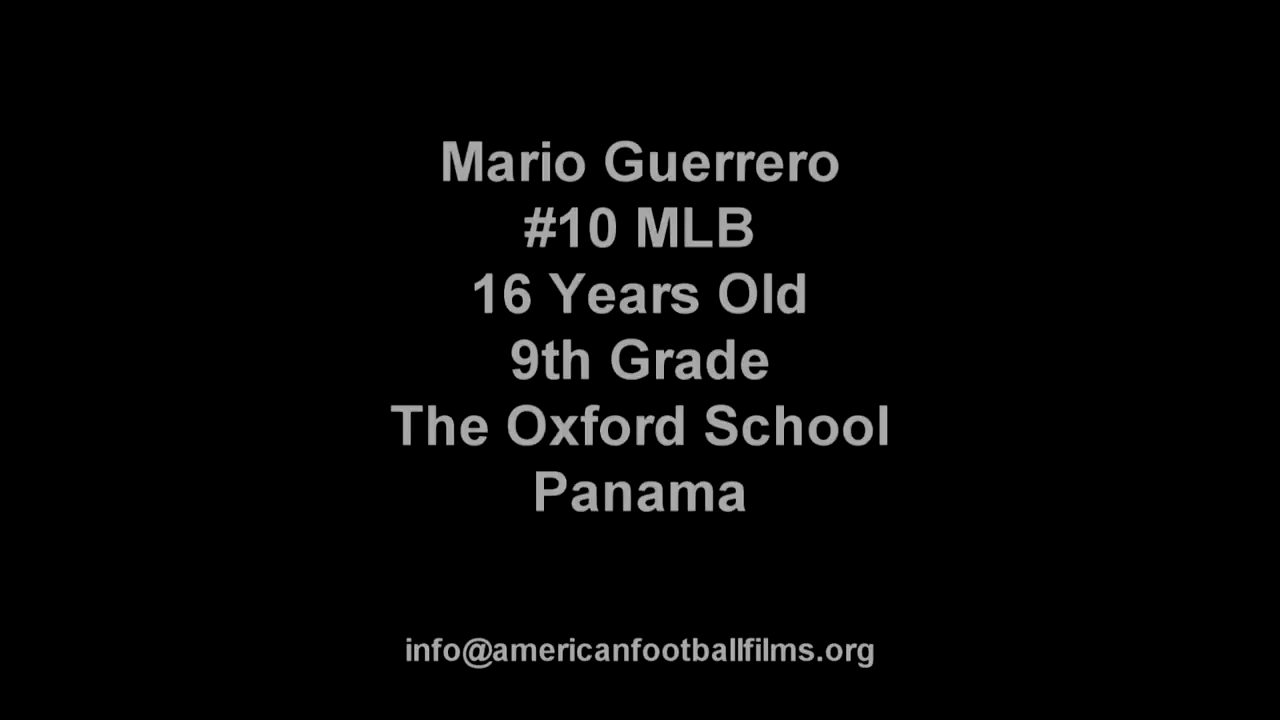 Mario Guerrero
#10 MLB
16 Years Old
9th Grade
The Oxford School
Panama
info@americanfootballfilms.org